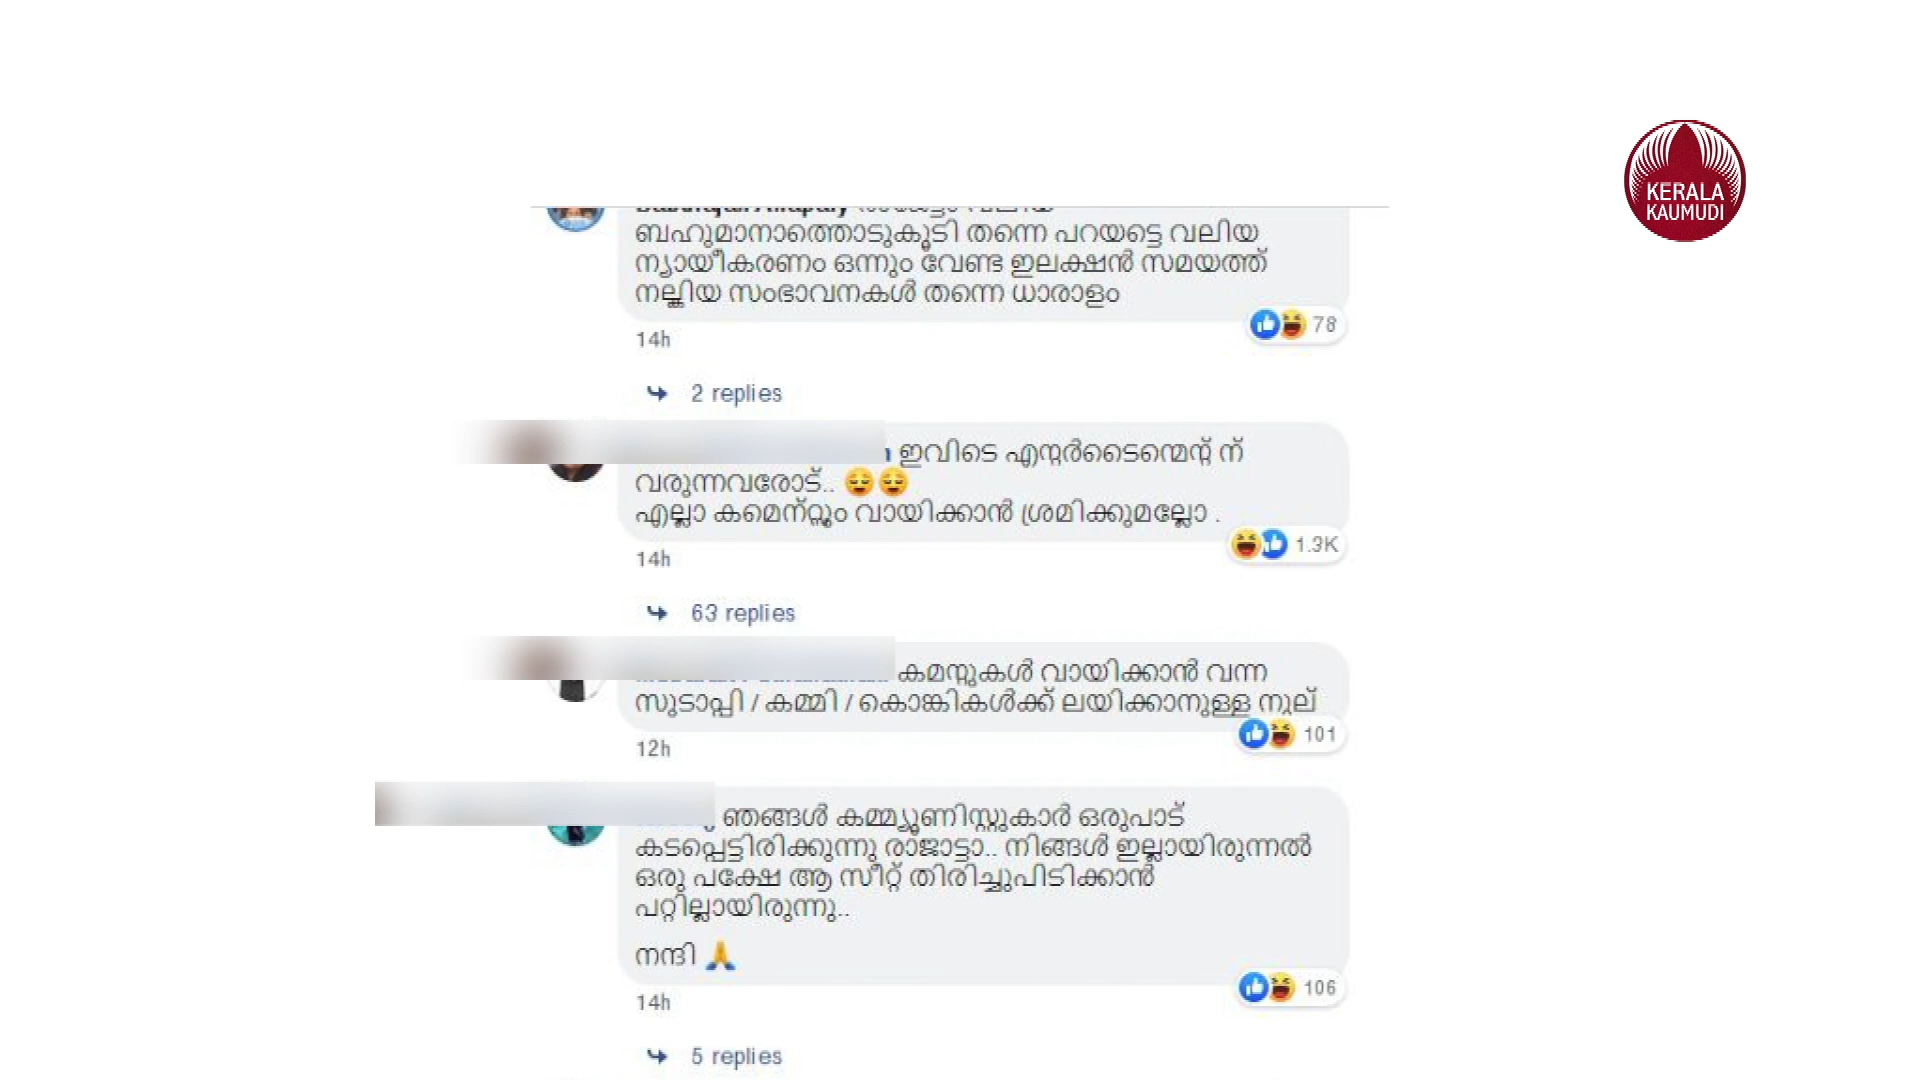 KERALA
KAUMUDI
ബഹുമാനാത്തൊടുകൂടി തന്നെ പറയട്ടെ വലിയ
ന്യായീകരണം ഒന്നും വേണ്ട ഇലക്ഷൻ സമയത്ത്
നല്കിയ സംഭാവനകൾ തന്നെ ധാരാളം
78
14h
2 replies
ഇവിടെ എന്റർടൈന്മെന്റ് ന്
വരുന്നവരോട്.. 😌😌
എല്ലാ കമെന്റ്റും വായിക്കാൻ ശ്രമിക്കുമല്ലോ .
1.3K
14h
63 replies
കമന്റുകൾ വായിക്കാൻ വന്ന
സുടാപ്പി / കമ്മി / കൊങ്കികൾക്ക് ലയിക്കാനുള്ള നൂല്
101
12h
ഞങ്ങൾ കമ്മ്യൂണിസ്റ്റുകാർ ഒരുപാട്
കടപ്പെട്ടിരിക്കുന്നു രാജാട്ടാ.. നിങ്ങൾ ഇല്ലായിരുന്നൽ
ഒരു പക്ഷേ ആ സീറ്റ് തിരിച്ചുപിടിക്കാൻ
പറ്റില്ലായിരുന്നു..
നന്ദി 🙏
106
14h
5 replies